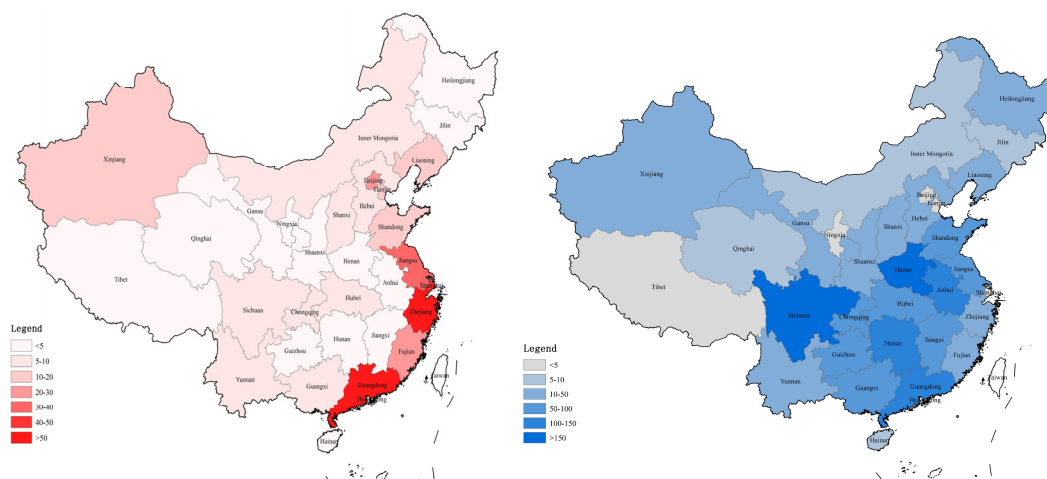 Heilongjiang
Jilin
Inner Mongoria
Xinjiang
Liaoning
Beijing
Tianjin
Gansu
Hebei
Ningxia
Shanxi
Shandong
Qinghai
Shaanxi
Henan
Jiangsu
Tibet
Anhui
Shanghai
Hubei
Sichuan
Chongqing
Zhejiang
Hunan
Jiangxi
Guizhou
Fujian
Yunnan
Guangxi
Guangdong
Taiwan
Hongkong
Hainan
Legend
<5
5-10
10-20
20-30
30-40
40-50
>50
Heilongjiang
Jilin
Inner Mongoria
Xinjiang
Liaoning
Beijing
Tianjin
Gansu
Hebei
Ningxia
Shanxi
Shandong
Qinghai
Shaanxi
Henan
Jiangsu
Tibet
Anhui
Shanghai
Hubei
Sichuan
Chongqing
Zhejiang
Hunan
Jiangxi
Guizhou
Fujian
Yunnan
Guangxi
Guangdong
Taiwan
Hongkong
Hainan
Legend
<5
5-10
10-50
50-100
100-150
>150